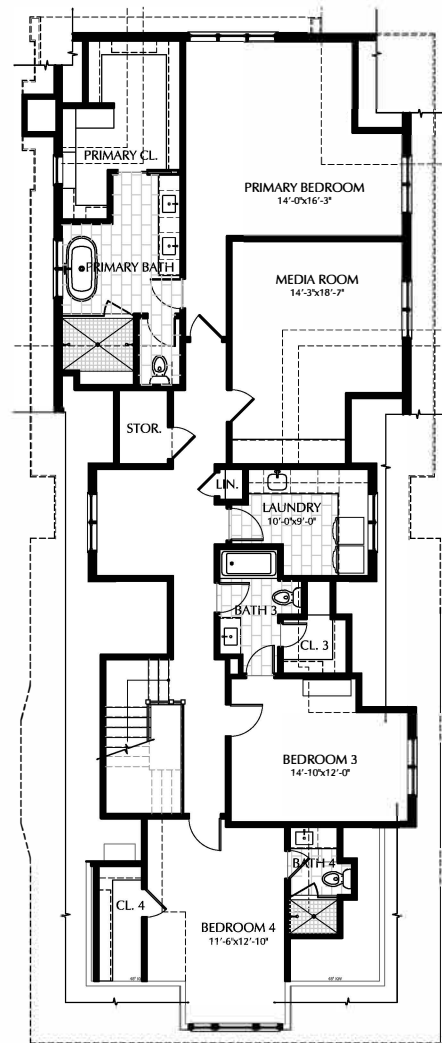 PRIMARY CL.
PRIMARY BEDROOM
14'-0"x16'-3"
PRIMARY BATH
MEDIA ROOM
14'-3"x18'-7"
STOR.
LIN.
LAUNDRY
10'-0"x9'-0"
BATH 3
CL. 3
BEDROOM 3
14'-10"x12'-0"
BATH 4
CL. 4
BEDROOM 4
11'-6"x12'-10"